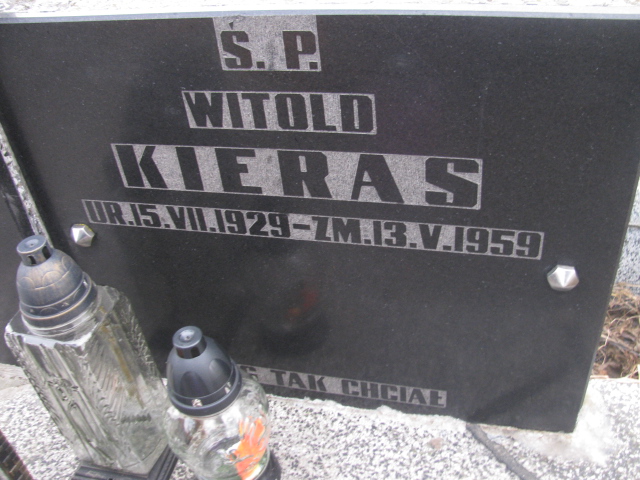 S. P.
WITOLD
KIERAS
UR.15.VII.1929-ZM.13.V.1959
TAK CHCIAŁ